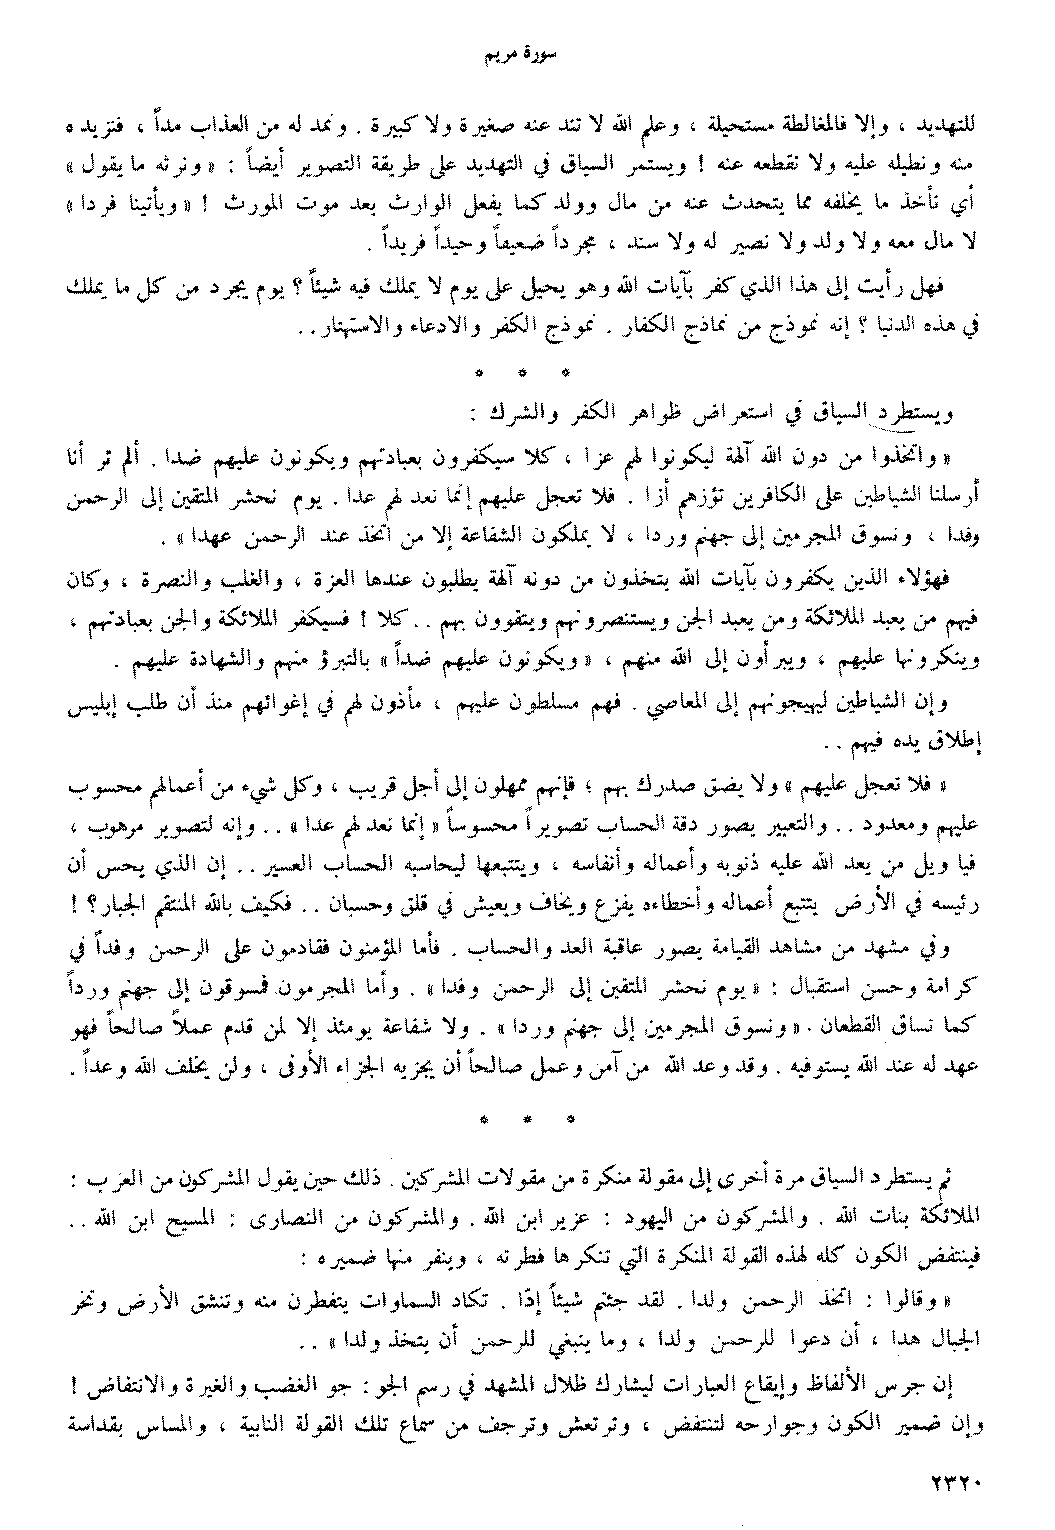 سورة مريم
للتهديد ، وإلا فالمغالطة مستحيلة ، وعلم الله لا تند عنه صغيرة ولا كبيرة . ونمد له من العذاب مداً ، فنزيده
منه ونطيله عليه ولا نقطعه عنه ! ويستمر السياق في التهديد على طريقة التصوير أيضاً : « ونرثه ما يقول »
أي نأخذ ما يخلفه مما يتحدث عنه من مال وولد كما يفعل الوارث بعد موت المورث ! « ويأتينا فردا »
لا مال معه ولا ولد ولا نصير له ولا سند ، مجرداً ضعيفاً وحيداً فريداً .
فهل رأيت إلى هذا الذي كفر بآيات الله وهو يحيل على يوم لا يملك فيه شيئاً ؟ يوم يجرد من كل ما يملك
في هذه الدنيا ؟ إنه نموذج من نماذج الكفار . نموذج الكفر والادعاء والاستهتار . .
* * *
ويستطرد السياق في استعراض ظواهر الكفر والشرك :
« واتخذوا من دون الله آلهة ليكونوا لهم عزا ، كلا سيكفرون بعبادتهم ويكونون عليهم ضدا . ألم تر أنا
أرسلنا الشياطين على الكافرين تؤزهم أزا . فلا تعجل عليهم إنما نعد لهم عدا . يوم نحشر المتقين إلى الرحمن
وفدا ، ونسوق المجرمين إلى جهنم وردا ، لا يملكون الشفاعة إلا من اتخذ عند الرحمن عهدا » .
فهؤلاء الذين يكفرون بآيات الله يتخذون من دونه آلهة يطلبون عندها العزة ، والغلب والنصرة ، وكان
فيهم من يعبد الملائكة ومن يعبد الجن ويستنصرونهم ويتقوون بهم .. كلا ! فسيكفر الملائكة والجن بعبادتهم ،
وينكرونها عليهم ، ويبرأون إلى الله منهم ، « ويكونون عليهم ضداً » بالتبرؤ منهم والشهادة عليهم .
وإن الشياطين ليهيجونهم إلى المعاصي . فهم مسلطون عليهم ، مأذون لهم في إغوائهم منذ أن طلب إبليس
إطلاق يده فيهم ..
« فلا تعجل عليهم » ولا يضق صدرك بهم ؛ فإنهم ممهلون إلى أجل قريب ، وكل شيء من أعمالهم محسوب
عليهم ومعدود .. والتعبير يصور دقة الحساب تصويراً محسوساً « إنما نعد لهم عدا » .. وإنه لتصوير مرهوب ،
فيا ويل من يعد الله عليه ذنوبه وأعماله وأنفاسه ، ويتتبعها ليحاسبه الحساب العسير .. إن الذي يحس أن
رئيسه في الأرض يتتبع أعماله وأخطاءه يفزع ويخاف ويعيش في قلق وحسبان .. فكيف بالله المنتقم الجبار؟ !
وفي مشهد من مشاهد القيامة يصور عاقبة العد والحساب . فأما المؤمنون فقادمون على الرحمن وفداً في
كرامة وحسن استقبال : « يوم نحشر المتقين إلى الرحمن وفدا » . وأما المجرمون فمسوقون إلى جهنم ورداً
كما تساق القطعان . « ونسوق المجرمين إلى جهنم وردا » . ولا شفاعة يومئذ إلا لمن قدم عملاً صالحاً فهو
عهد له عند الله يستوفيه . وقد وعد الله من آمن وعمل صالحاً أن يجزيه الجزاء الأوفى ، ولن يخلف الله وعداً .
* * *
ثم يستطرد السياق مرة أخرى إلى مقولة منكرة من مقولات المشركين . ذلك حين يقول المشركون من العرب :
الملائكة بنات الله . والمشركون من اليهود : عزير ابن الله . والمشركون من النصارى : المسيح ابن الله ..
فينتفض الكون كله لهذه القولة المنكرة التي تنكرها فطرته ، وينفر منها ضميره :
« وقالوا : اتخذ الرحمن ولدا . لقد جئتم شيئاً إدّا . تكاد السماوات يتفطرن منه وتنشق الأرض وتخر
الجبال هدا ، أن دعوا للرحمن ولدا ، وما ينبغي للرحمن أن يتخذ ولدا » ..
إن جرس الألفاظ وإيقاع العبارات ليشارك ظلال المشهد في رسم الجو : جو الغضب والغيرة والانتفاض !
وإن ضمير الكون وجوارحه لتنتفض ، وترتعش وترجف من سماع تلك القولة النابية ، والمساس بقداسة
٢٣٢٠